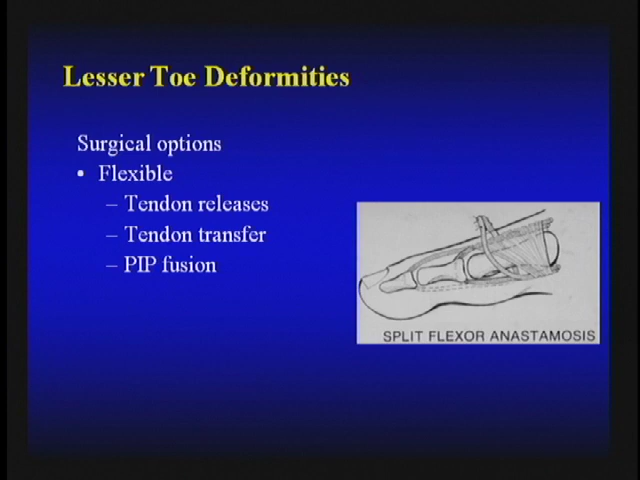 Lesser Toe Deformities
Surgical options
• Flexible
– Tendon releases
– Tendon transfer
– PIP fusion
SPLIT FLEXOR ANASTAMOSIS